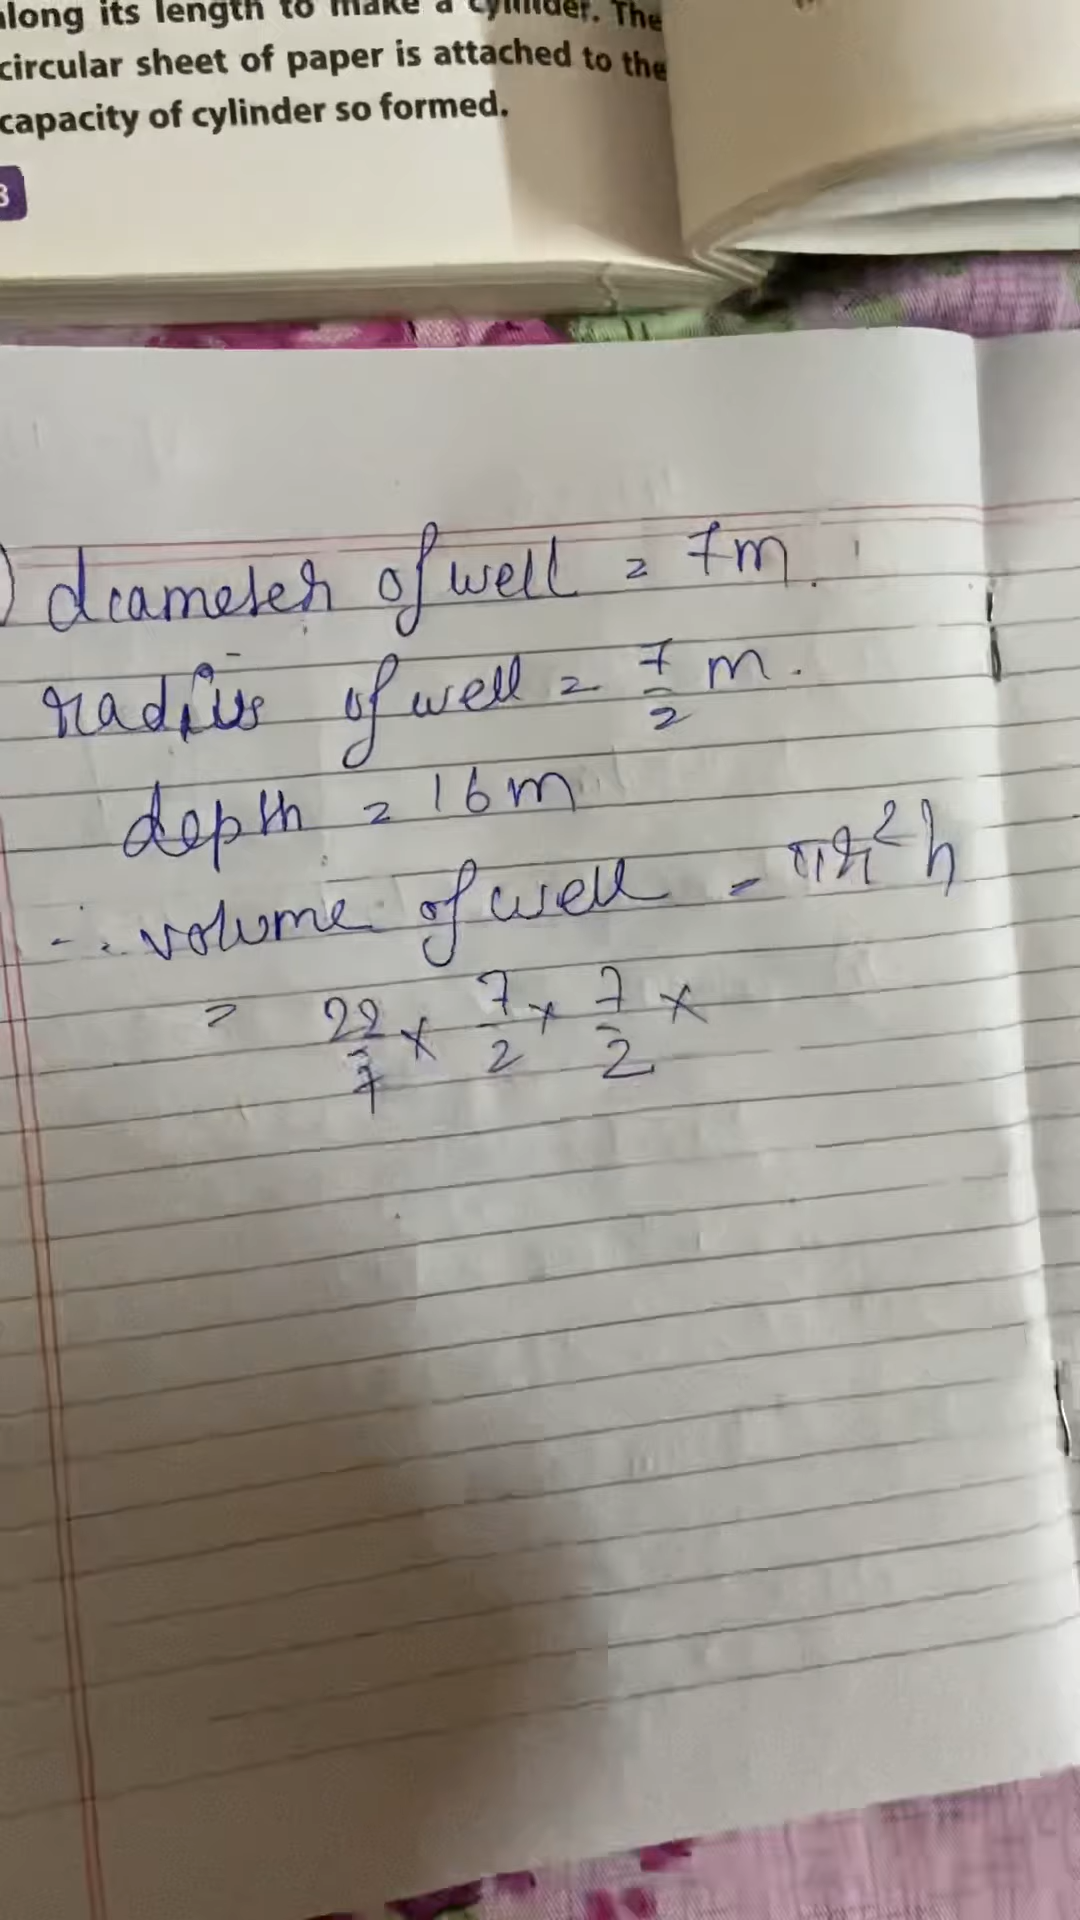 along its length to make a cylinder. The
circular sheet of paper is attached to the
capacity of cylinder so formed.
3
) diameter of well = 7m.
radius of well = 7/2 m.
depth = 16m
∴ volume of well = πr²h
= 22/7 × 7/2 × 7/2 ×